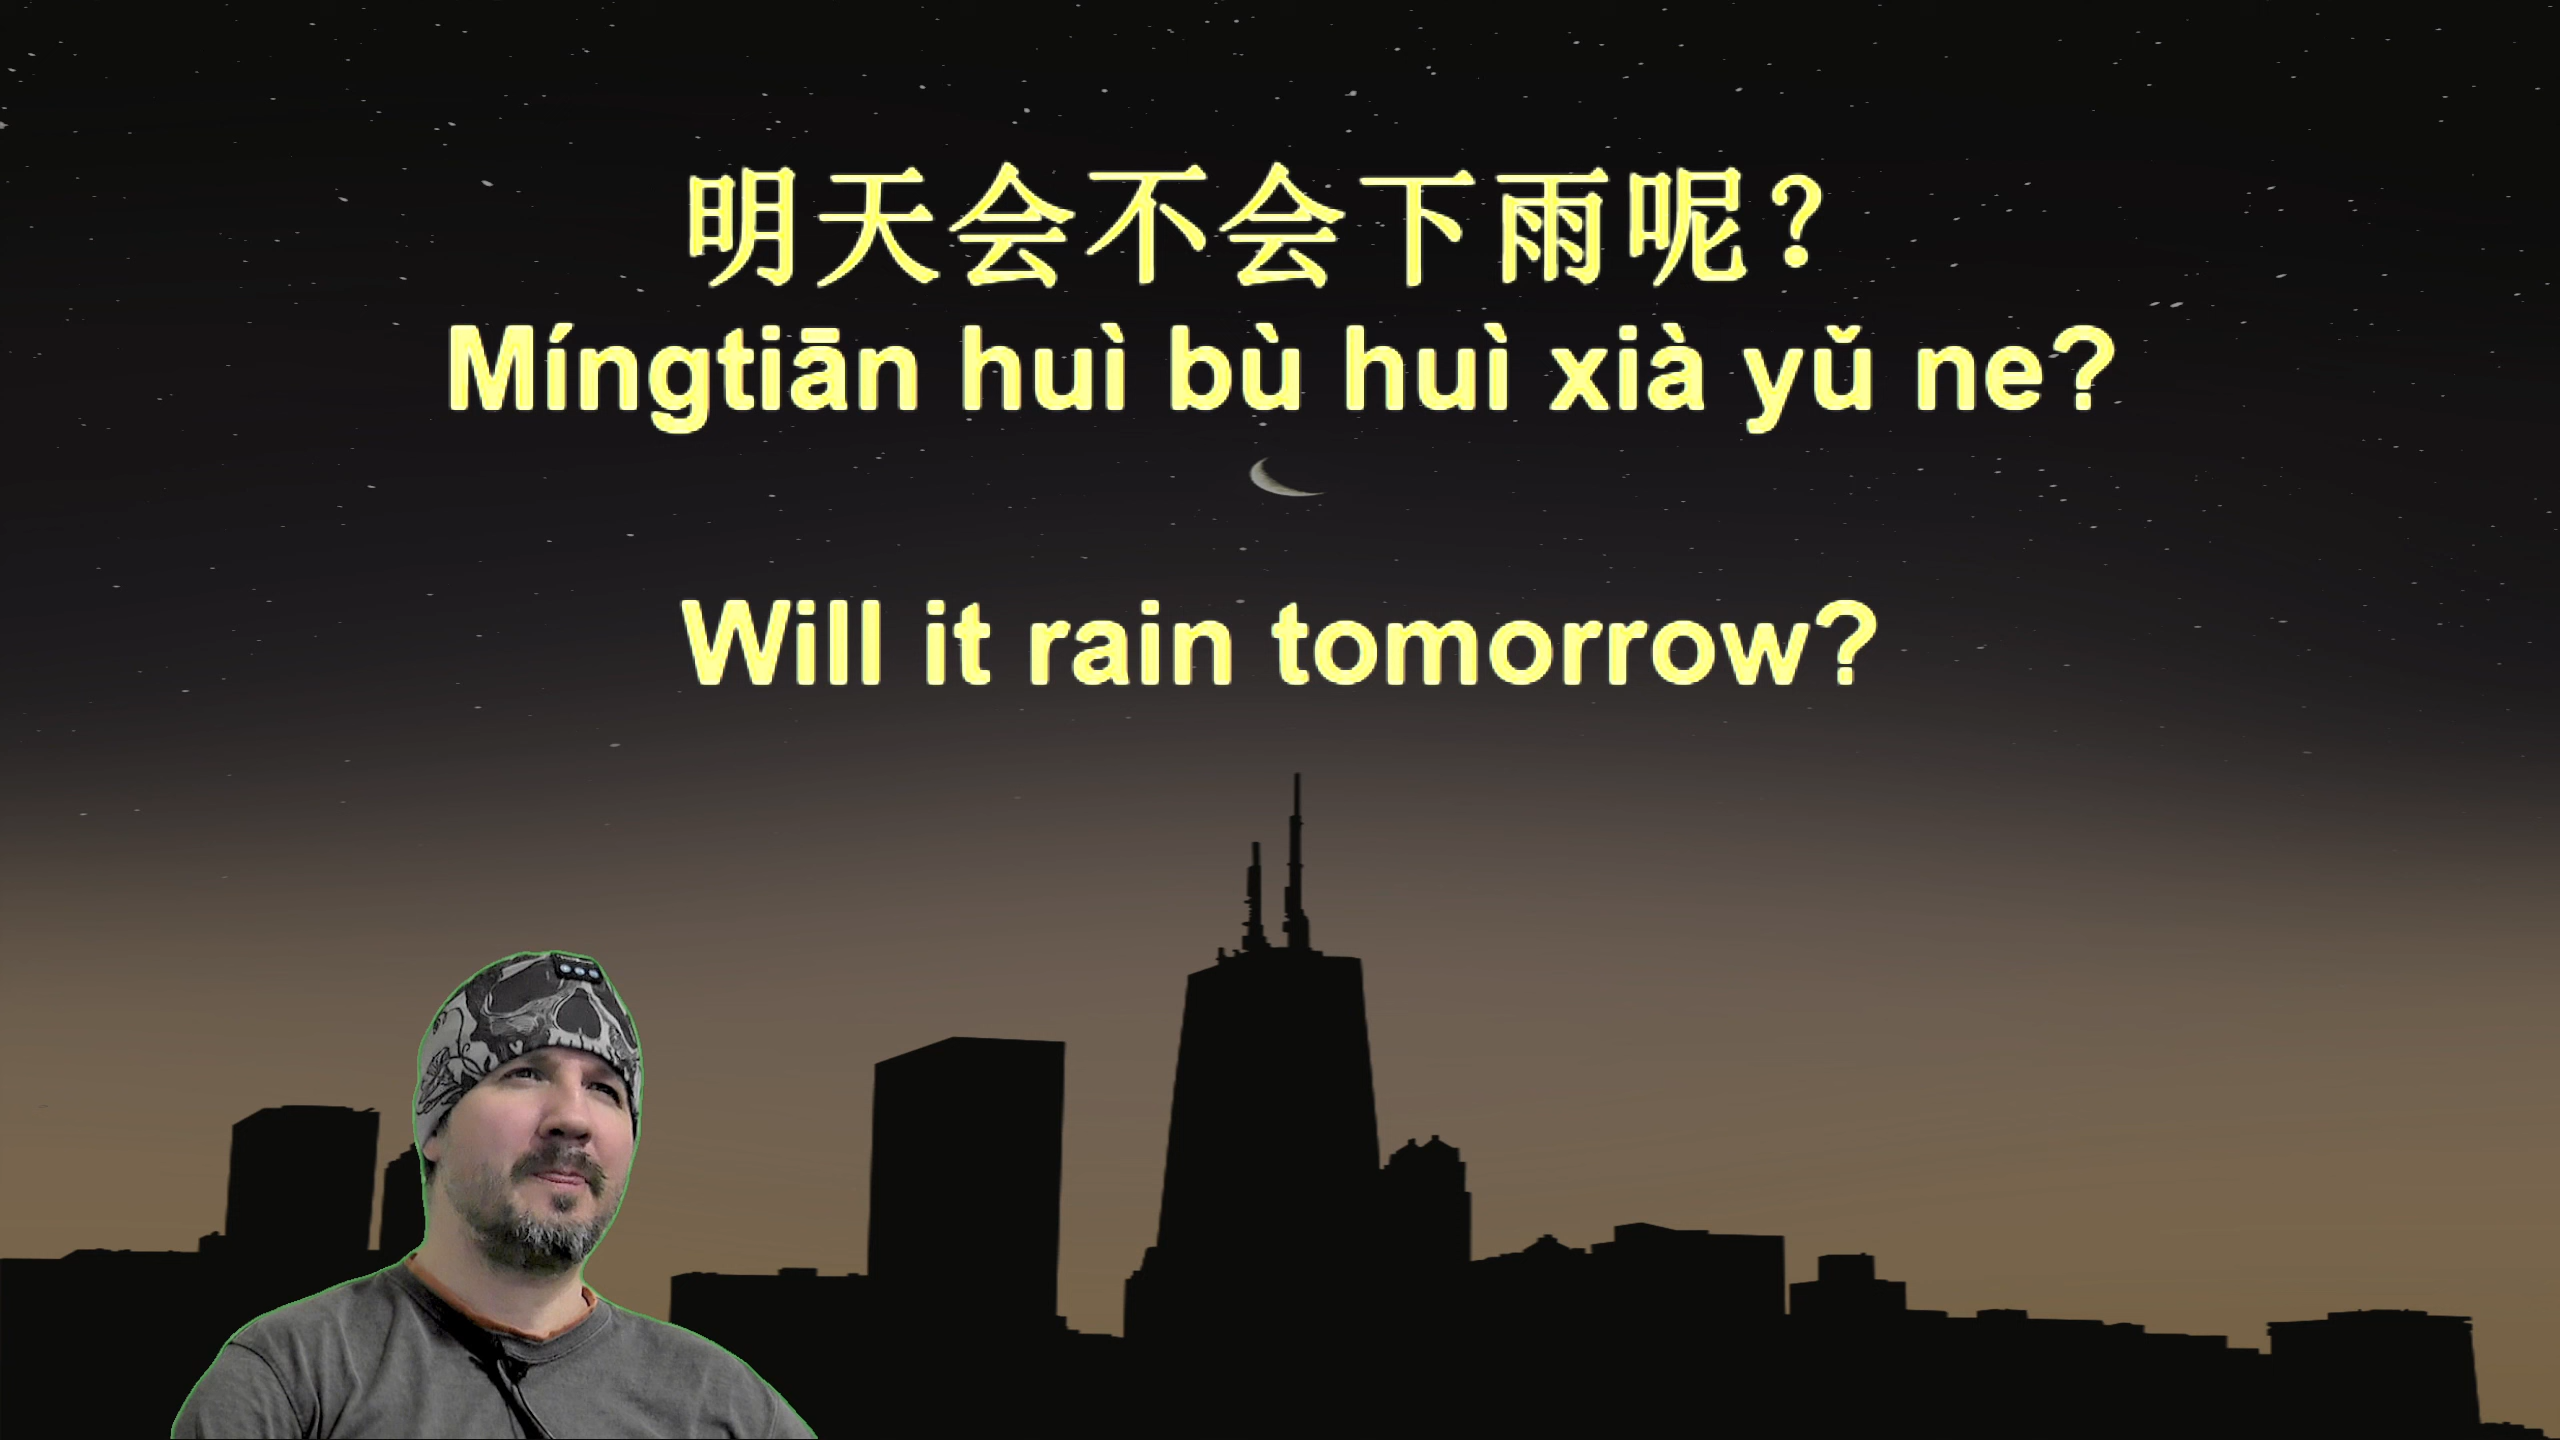 明天会不会下雨呢？
Míngtiān huì bù huì xià yǔ ne?
Will it rain tomorrow?